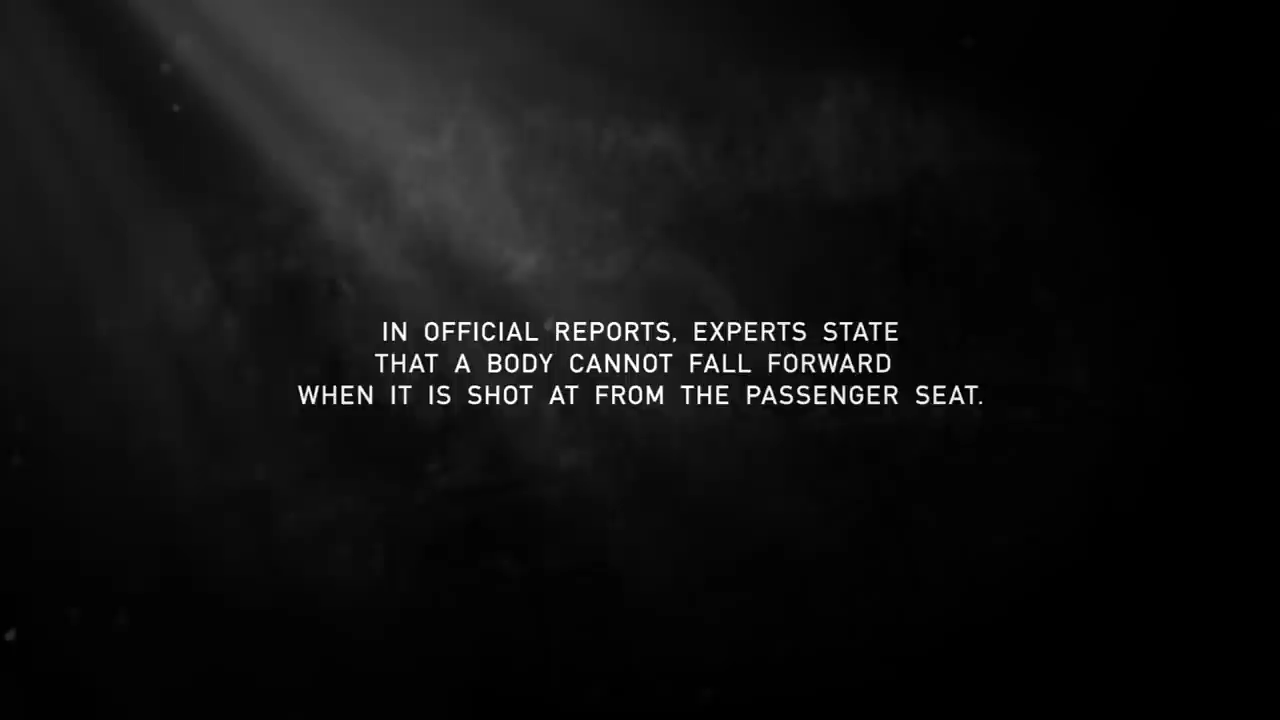 IN OFFICIAL REPORTS, EXPERTS STATE
THAT A BODY CANNOT FALL FORWARD
WHEN IT IS SHOT AT FROM THE PASSENGER SEAT.